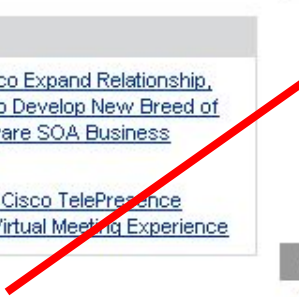 co Expand Relationship,
Develop New Breed of
are SOA Business
Cisco TelePresence
Virtual Meeting Experience